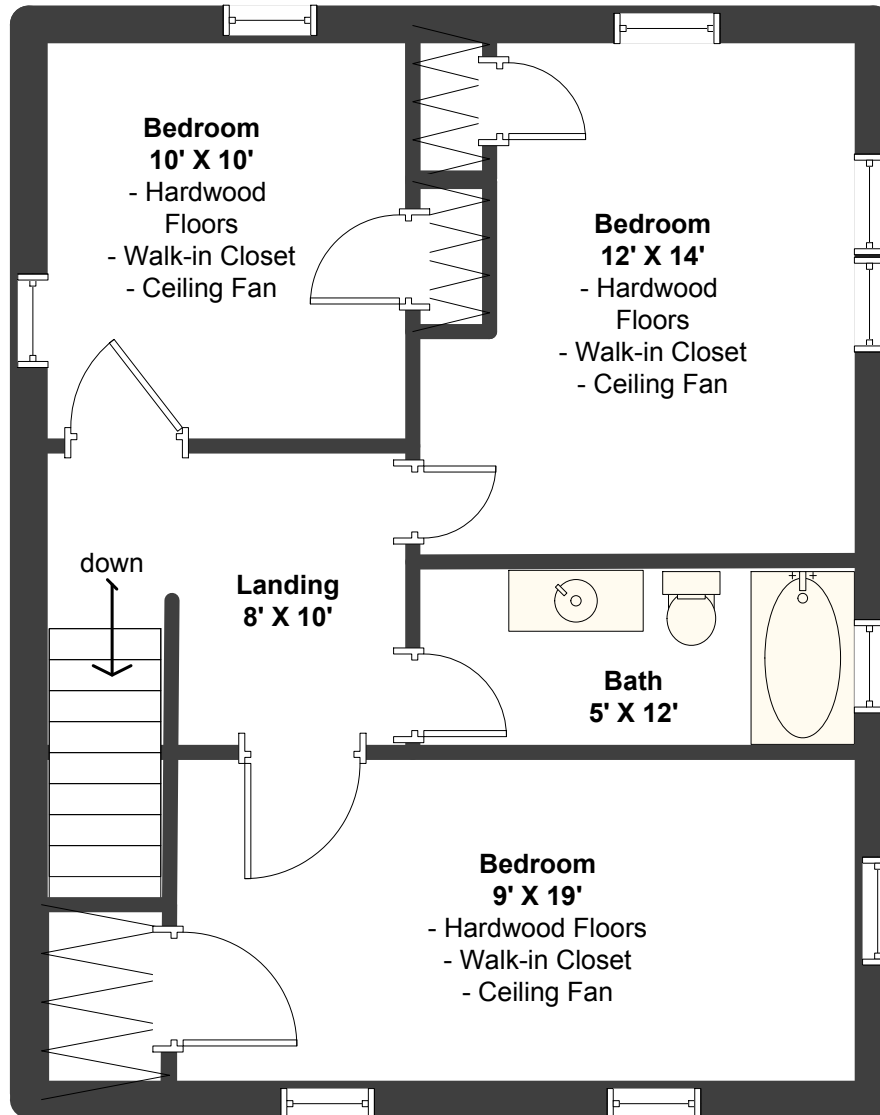 Bedroom
10' X 10'
- Hardwood
Floors
- Walk-in Closet
- Ceiling Fan
Bedroom
12' X 14'
- Hardwood
Floors
- Walk-in Closet
- Ceiling Fan
down
Landing
8' X 10'
Bath
5' X 12'
Bedroom
9' X 19'
- Hardwood Floors
- Walk-in Closet
- Ceiling Fan